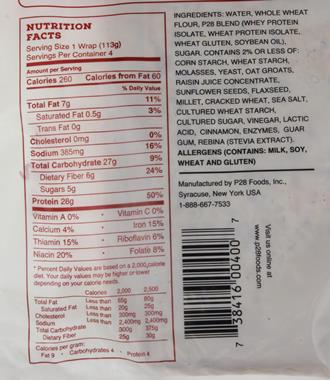 NUTRITION
FACTS
Serving Size 1 Wrap (113g)
Servings Per Container 4
Amount per Serving
Calories 260 Calories from Fat 60
% Daily Value
Total Fat 7g 11%
Saturated Fat 0.5g 3%
Trans Fat 0g
Cholesterol 0mg 0%
Sodium 385mg 16%
Total Carbohydrate 27g 9%
Dietary Fiber 6g 24%
Sugars 5g
Protein 28g 50%
Vitamin A 0% • Vitamin C 0%
Calcium 4% • Iron 15%
Thiamin 15% • Riboflavin 6%
Niacin 20% • Folate 8%
* Percent Daily Values are based on a 2,000 calorie
diet. Your daily values may be higher or lower
depending on your calorie needs.
Calories 2,000 2,500
Total Fat Less than 65g 80g
Saturated Fat Less than 20g 25g
Cholesterol Less than 300mg 300mg
Sodium Less than 2,400mg 2,400mg
Total Carbohydrate 300g 375g
Dietary Fiber 25g 30g
Calories per gram:
Fat 9 • Carbohydrates 4 • Protein 4
INGREDIENTS: WATER, WHOLE WHEAT
FLOUR, P28 BLEND (WHEY PROTEIN
ISOLATE, WHEAT PROTEIN ISOLATE,
WHEAT GLUTEN, SOYBEAN OIL),
SUGAR, CONTAINS 2% OR LESS OF:
CORN STARCH, WHEAT STARCH,
MOLASSES, YEAST, OAT GROATS,
RAISIN JUICE CONCENTRATE,
SUNFLOWER SEEDS, FLAXSEED,
MILLET, CRACKED WHEAT, SEA SALT,
CULTURED WHEAT STARCH,
CULTURED SUGAR, VINEGAR, LACTIC
ACID, CINNAMON, ENZYMES, GUAR
GUM, REBINA (STEVIA EXTRACT).
ALLERGENS (CONTAINS: MILK, SOY,
WHEAT AND GLUTEN)
Manufactured by P28 Foods, Inc.,
Syracuse, New York USA
1-888-667-7533
7 38416 00400 7
Visit us online at
www.p28foods.com